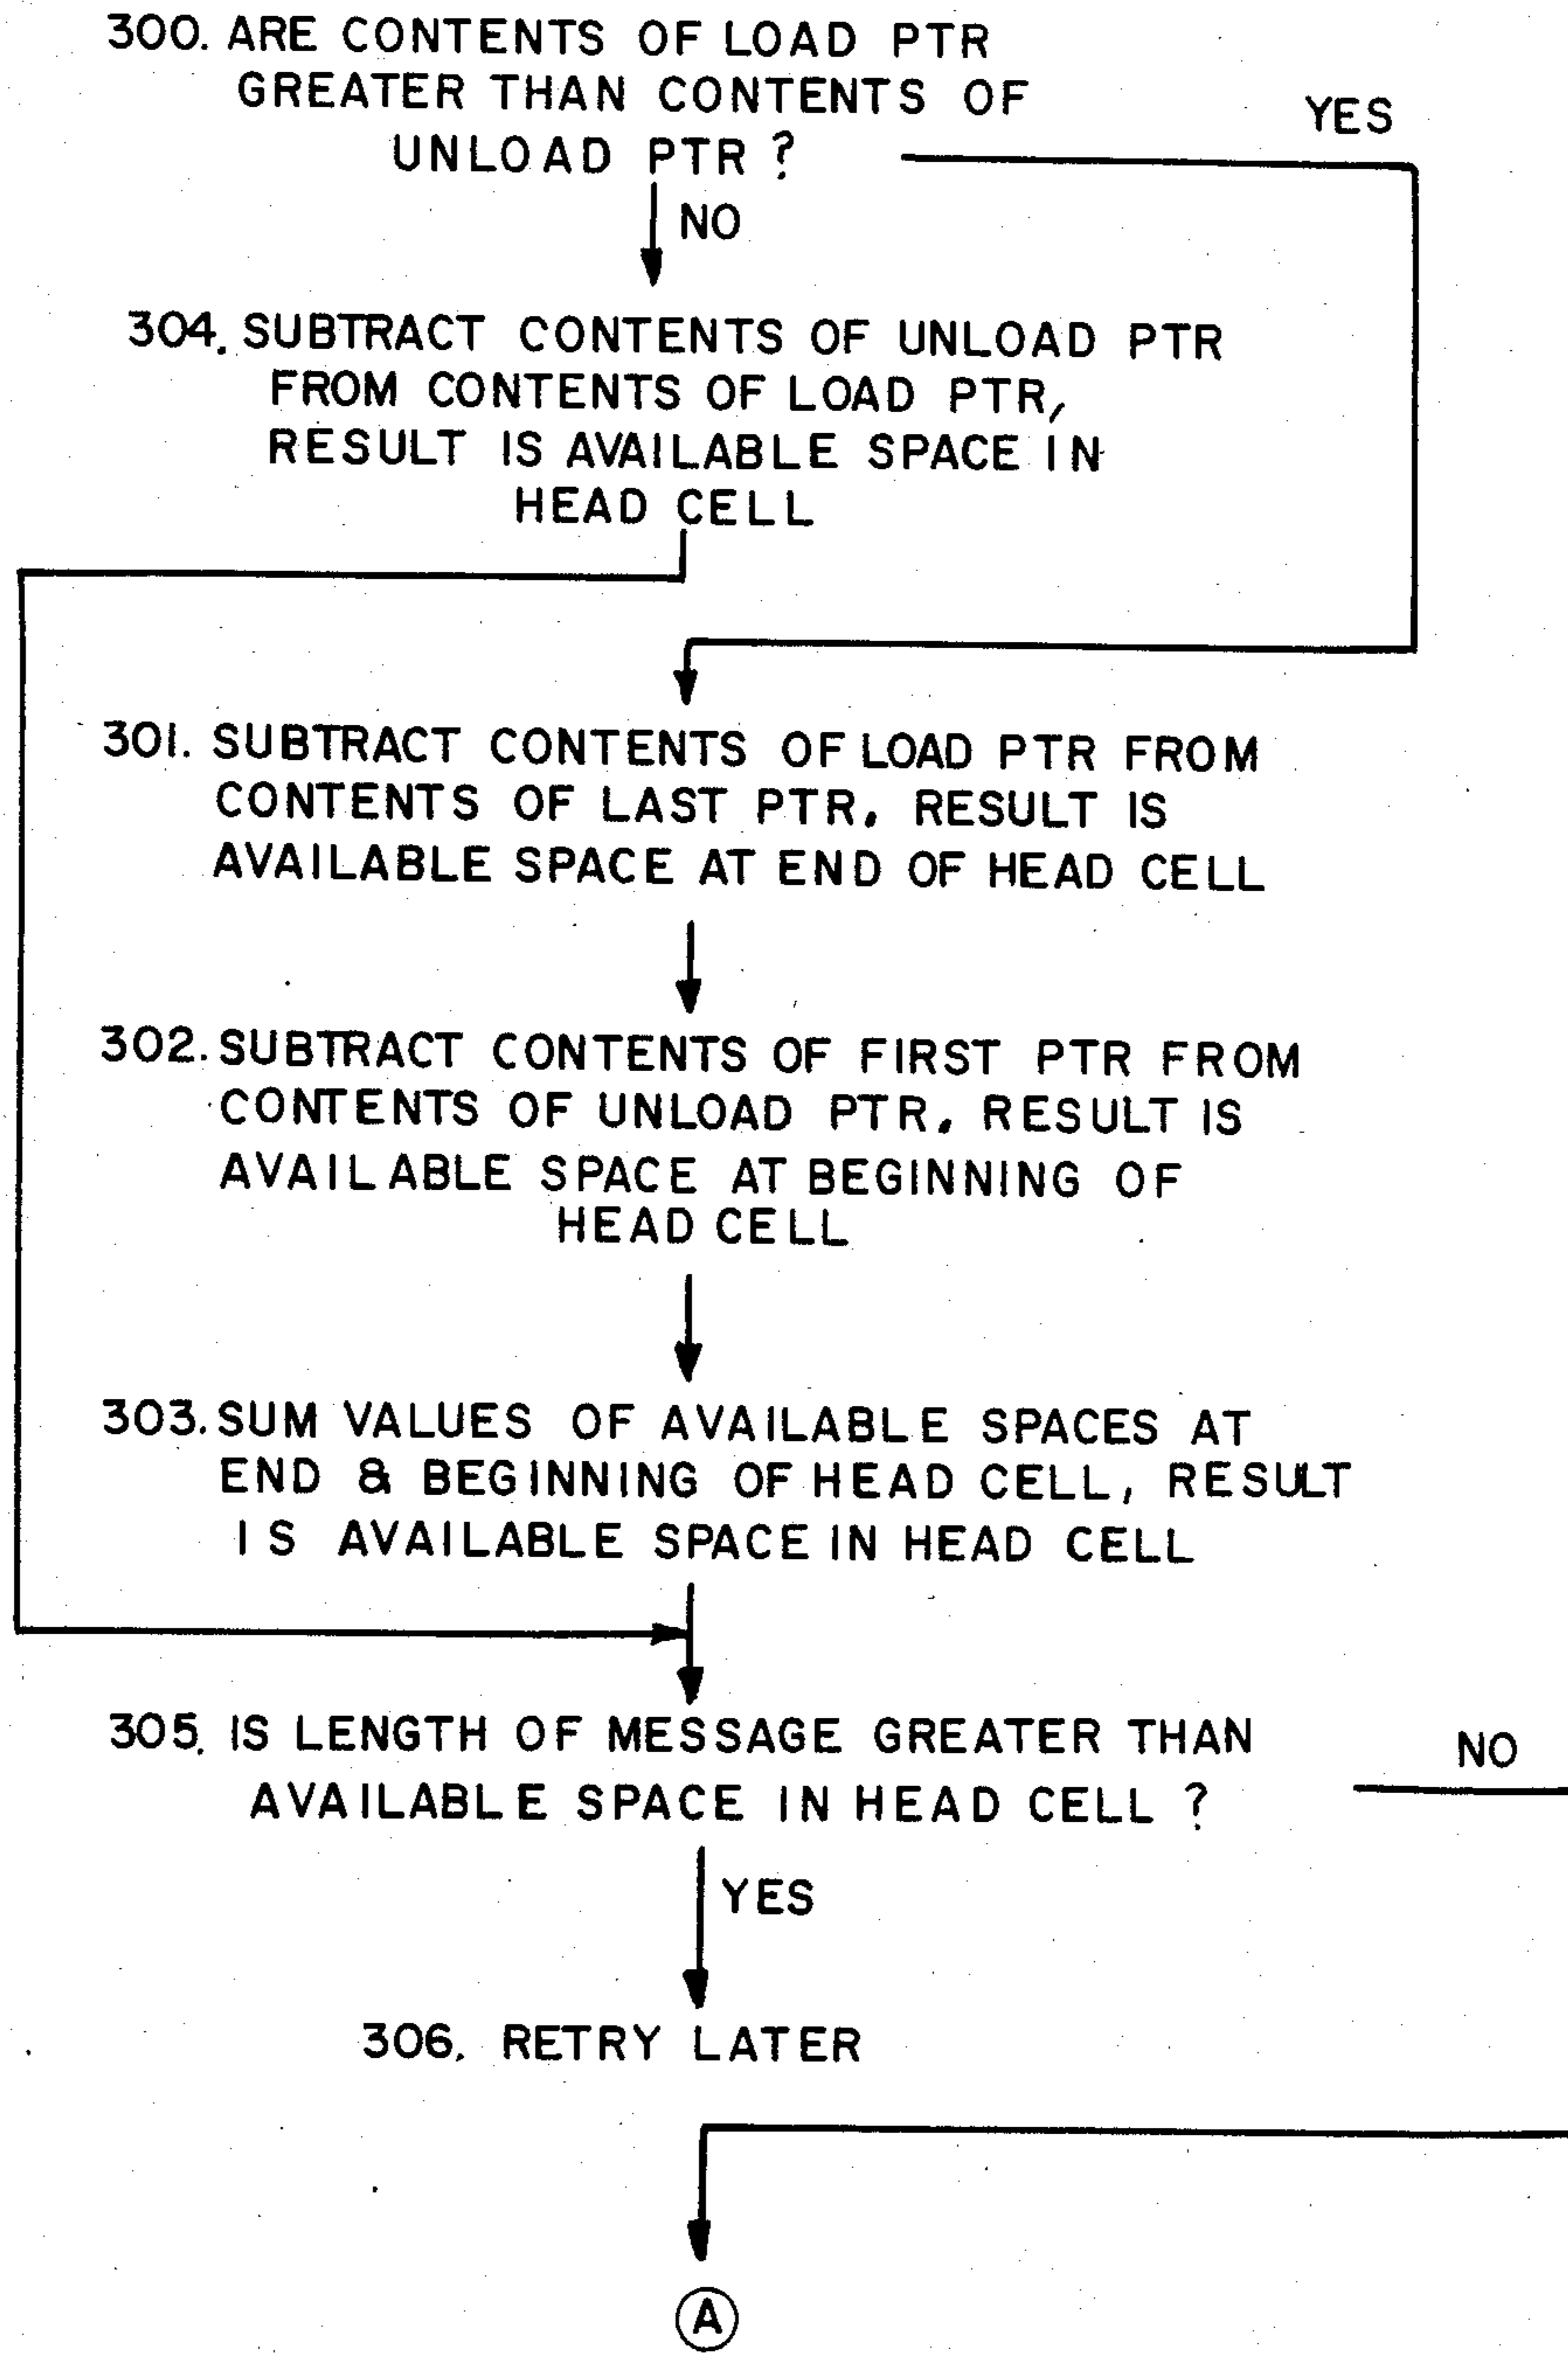 300. ARE CONTENTS OF LOAD PTR
GREATER THAN CONTENTS OF
UNLOAD PTR ?
YES
NO
304. SUBTRACT CONTENTS OF UNLOAD PTR
FROM CONTENTS OF LOAD PTR,
RESULT IS AVAILABLE SPACE IN
HEAD CELL
301. SUBTRACT CONTENTS OF LOAD PTR FROM
CONTENTS OF LAST PTR. RESULT IS
AVAILABLE SPACE AT END OF HEAD CELL
302. SUBTRACT CONTENTS OF FIRST PTR FROM
CONTENTS OF UNLOAD PTR. RESULT IS
AVAILABLE SPACE AT BEGINNING OF
HEAD CELL
303. SUM VALUES OF AVAILABLE SPACES AT
END & BEGINNING OF HEAD CELL, RESULT
IS AVAILABLE SPACE IN HEAD CELL
305. IS LENGTH OF MESSAGE GREATER THAN
AVAILABLE SPACE IN HEAD CELL ?
NO
YES
306. RETRY LATER
A